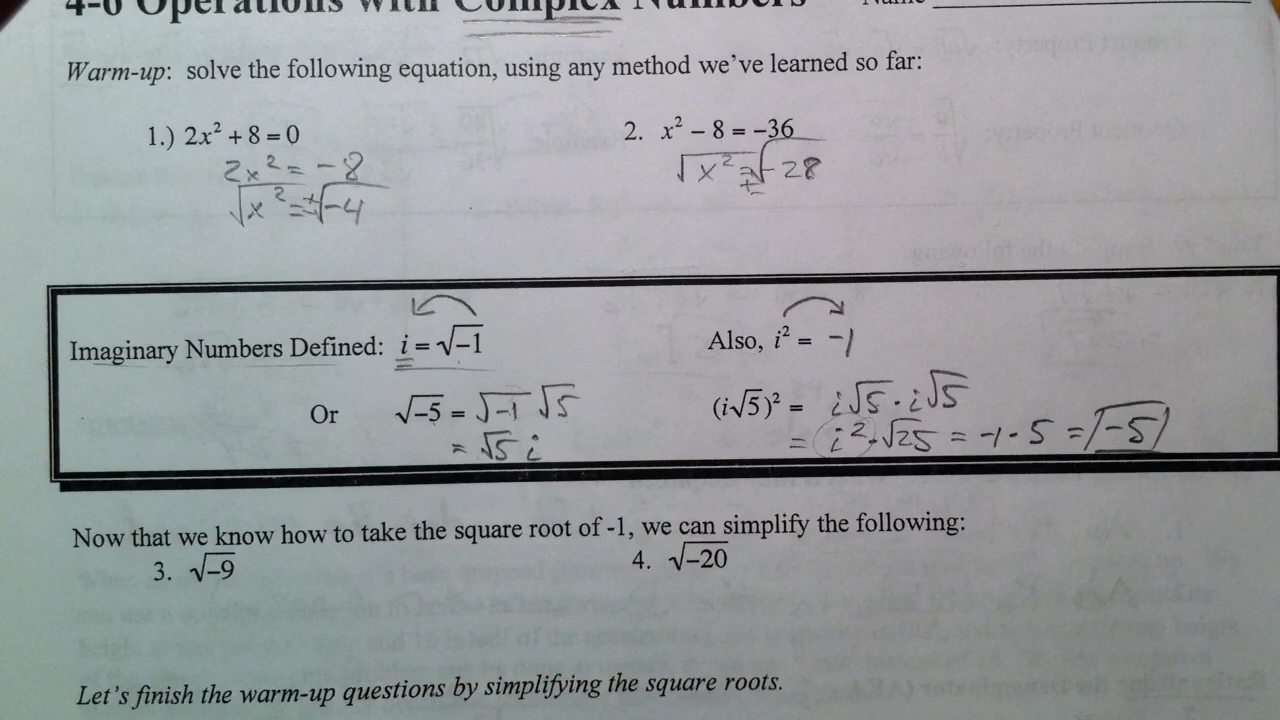 4-6 Operations with Complex Numbers Name
Warm-up: solve the following equation, using any method we've learned so far:
1.) 2x² + 8 = 0 2. x² – 8 = –36
2x² = -8 √x² = ±√-28
√x² = ±√-4
Imaginary Numbers Defined: i = √–1 Also, i² = -1
Or √–5 = √-1 √5 (i√5)² = i√5 · i√5
= √5 i = i² · √25 = -1 · 5 = -5
Now that we know how to take the square root of -1, we can simplify the following:
3. √–9 4. √–20
Let's finish the warm-up questions by simplifying the square roots.